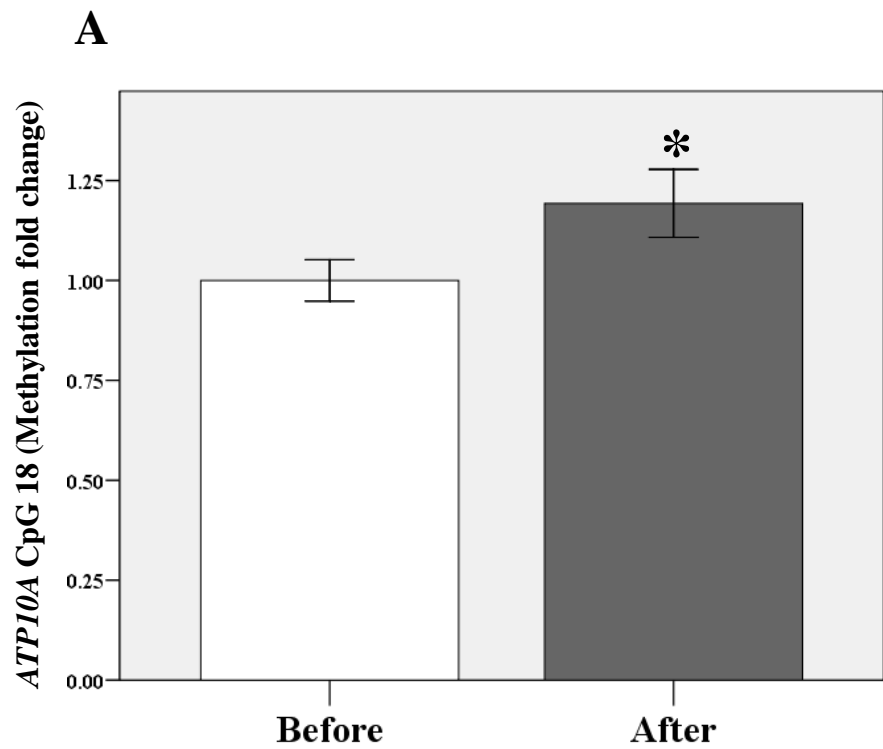 A
ATP10A CpG 18 (Methylation fold change)
1.25
1.00
0.75
0.50
0.25
0.00
*
Before
After